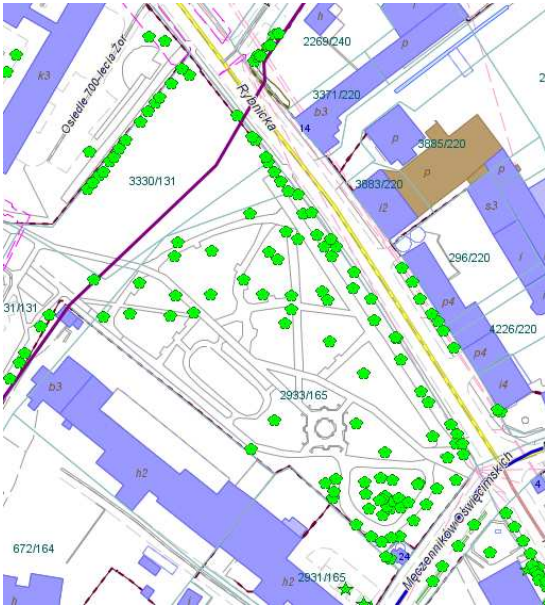 h
2269/240
p
k3
Osiedle 700-lecia Żor
3371/220
b3
Rybnicka
14
p
3885/220
p
p
3330/131
3883/220
i2
s3
296/220
i
31/131
p4
4226/220
p4
b3
2933/165
i4
h2
Męczenników Oświęcimskich
4
672/164
24
h2
2931/165
h
i